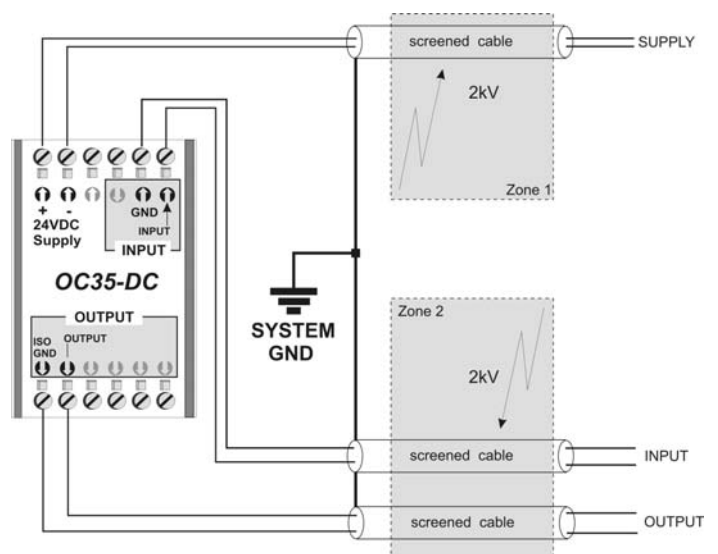 screened cable
SUPPLY
2kV
Zone 1
+ -
24VDC
Supply
GND
INPUT
INPUT
OC35-DC
OUTPUT
ISO
GND
OUTPUT
SYSTEM
GND
Zone 2
2kV
screened cable
INPUT
screened cable
OUTPUT